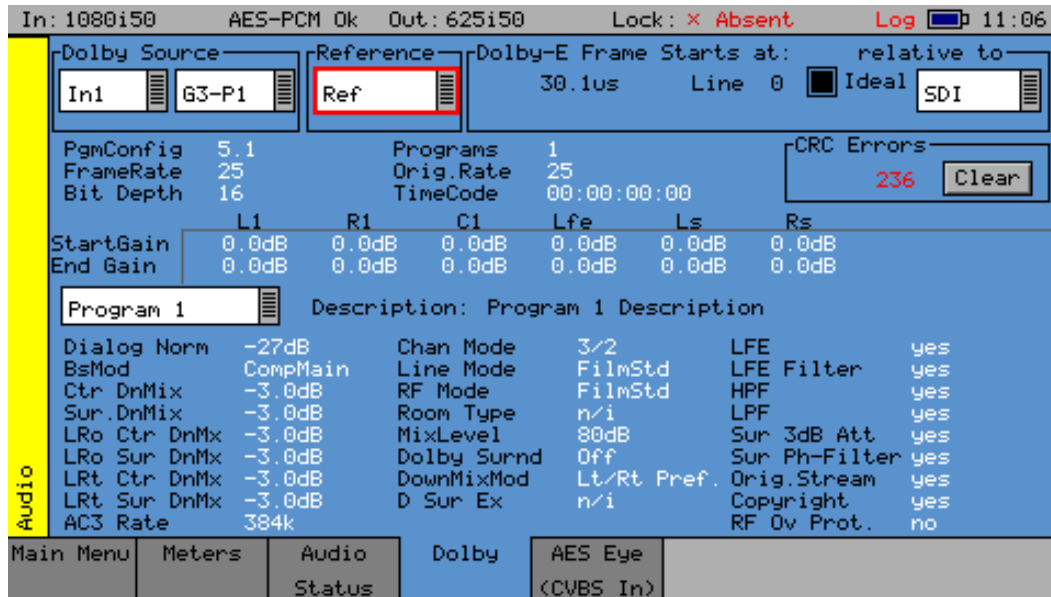 In: 1080i50 AES-PCM Ok Out: 625i50 Lock: × Absent Log 11:06
Dolby Source Reference Dolby-E Frame Starts at: relative to
In1 G3-P1 Ref 30.1us Line 0 Ideal SDI
PgmConfig 5.1 Programs 1 CRC Errors
FrameRate 25 Orig.Rate 25 236 Clear
Bit Depth 16 TimeCode 00:00:00:00
L1 R1 C1 Lfe Ls Rs
StartGain 0.0dB 0.0dB 0.0dB 0.0dB 0.0dB 0.0dB
End Gain 0.0dB 0.0dB 0.0dB 0.0dB 0.0dB 0.0dB
Program 1 Description: Program 1 Description
Dialog Norm -27dB Chan Mode 3/2 LFE yes
BsMod CompMain Line Mode FilmStd LFE Filter yes
Ctr DnMix -3.0dB RF Mode FilmStd HPF yes
Sur.DnMix -3.0dB Room Type n/i LPF yes
LRo Ctr DnMx -3.0dB MixLevel 80dB Sur 3dB Att yes
LRo Sur DnMx -3.0dB Dolby Surnd Off Sur Ph-Filter yes
LRt Ctr DnMx -3.0dB DownMixMod Lt/Rt Pref. Orig.Stream yes
LRt Sur DnMx -3.0dB D Sur Ex n/i Copyright yes
AC3 Rate 384k RF Ov Prot. no
Audio
Main Menu Meters Audio Status Dolby AES Eye (CVBS In)